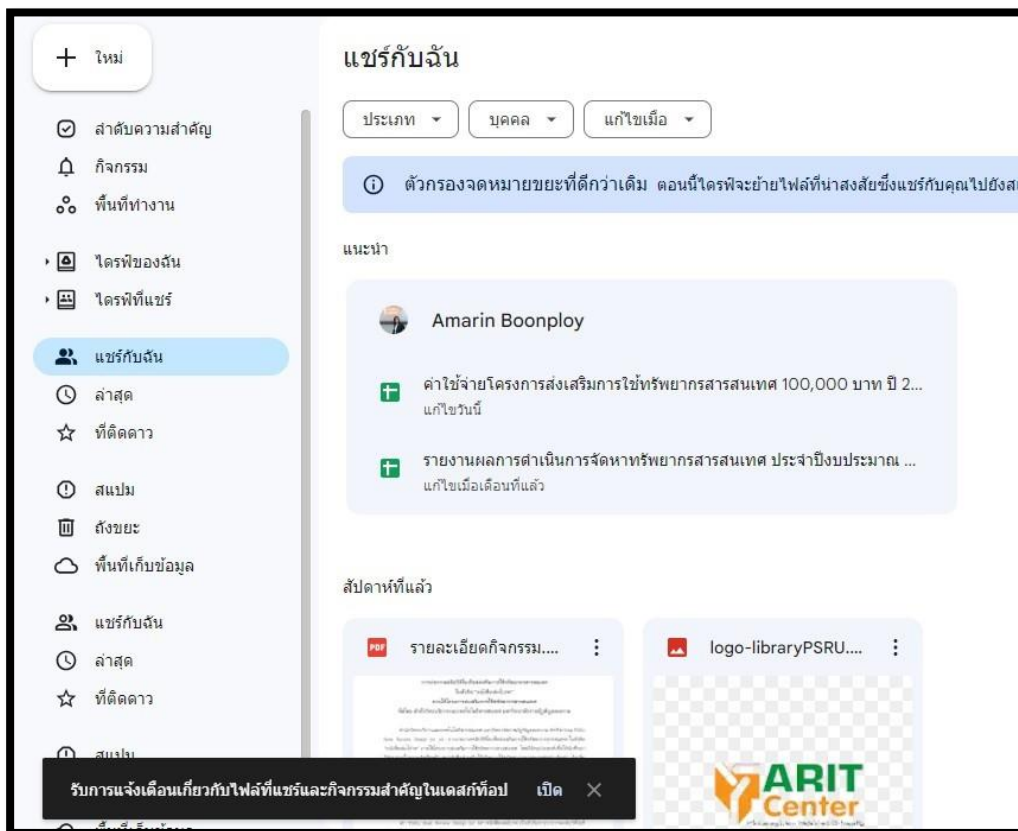 ใหม่
ลำดับความสำคัญ
กิจกรรม
พื้นที่ทำงาน
ไดรฟ์ของฉัน
ไดรฟ์ที่แชร์
แชร์กับฉัน
ล่าสุด
ที่ติดดาว
สแปม
ถังขยะ
พื้นที่เก็บข้อมูล
แชร์กับฉัน
ล่าสุด
ที่ติดดาว
สแปม
พื้นที่เก็บข้อมูล
แชร์กับฉัน
ประเภท บุคคล แก้ไขเมื่อ
ตัวกรองจดหมายขยะที่ดีกว่าเดิม ตอนนี้ไดรฟ์จะย้ายไฟล์ที่น่าสงสัยซึ่งแชร์กับคุณไปยัง
แนะนำ
Amarin Boonploy
ค่าใช้จ่ายโครงการส่งเสริมการใช้ทรัพยากรสารสนเทศ 100,000 บาท ปี 2...
แก้ไขวันนี้
รายงานผลการดำเนินการจัดหาทรัพยากรสารสนเทศ ประจำปีงบประมาณ ...
แก้ไขเมื่อเดือนที่แล้ว
สัปดาห์ที่แล้ว
PDF รายละเอียดกิจกรรม.... logo-libraryPSRU....
ARIT
Center
รับการแจ้งเตือนเกี่ยวกับไฟล์ที่แชร์และกิจกรรมสำคัญในเดสก์ท็อป เปิด